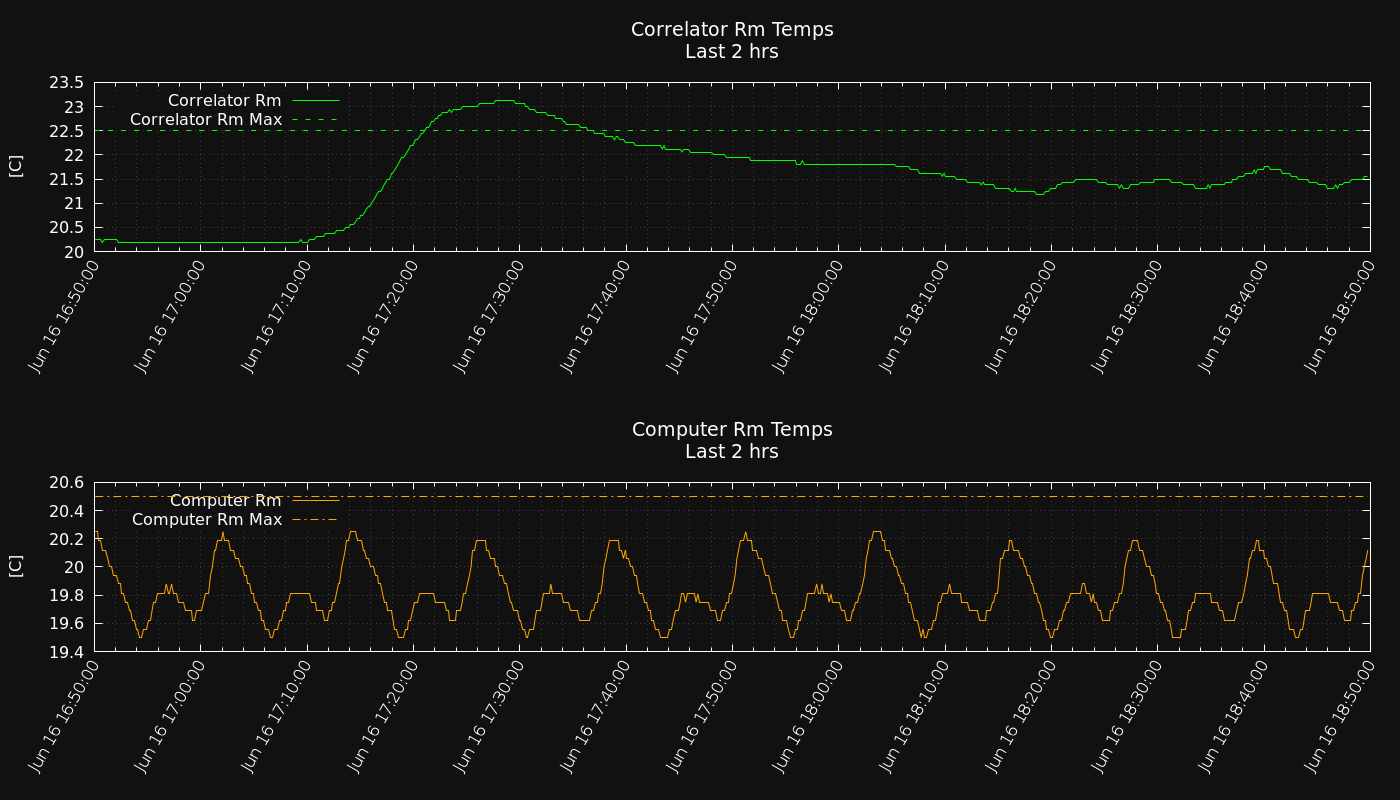 Correlator Rm Temps
Last 2 hrs
23.5
23
22.5
22
21.5
21
20.5
20
[C]
Correlator Rm
Correlator Rm Max
Jun 16 16:50:00
Jun 16 17:00:00
Jun 16 17:10:00
Jun 16 17:20:00
Jun 16 17:30:00
Jun 16 17:40:00
Jun 16 17:50:00
Jun 16 18:00:00
Jun 16 18:10:00
Jun 16 18:20:00
Jun 16 18:30:00
Jun 16 18:40:00
Jun 16 18:50:00
Computer Rm Temps
Last 2 hrs
20.6
20.4
20.2
20
19.8
19.6
19.4
[C]
Computer Rm
Computer Rm Max
Jun 16 16:50:00
Jun 16 17:00:00
Jun 16 17:10:00
Jun 16 17:20:00
Jun 16 17:30:00
Jun 16 17:40:00
Jun 16 17:50:00
Jun 16 18:00:00
Jun 16 18:10:00
Jun 16 18:20:00
Jun 16 18:30:00
Jun 16 18:40:00
Jun 16 18:50:00